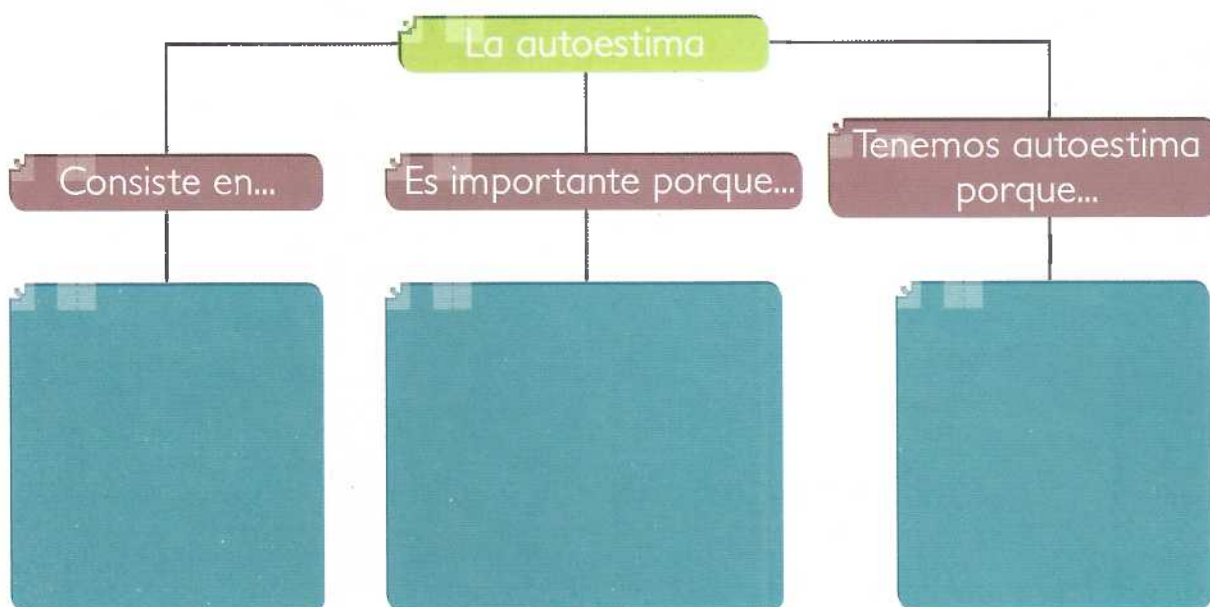 La autoestima
Consiste en...
Es importante porque...
Tenemos autoestima
porque...